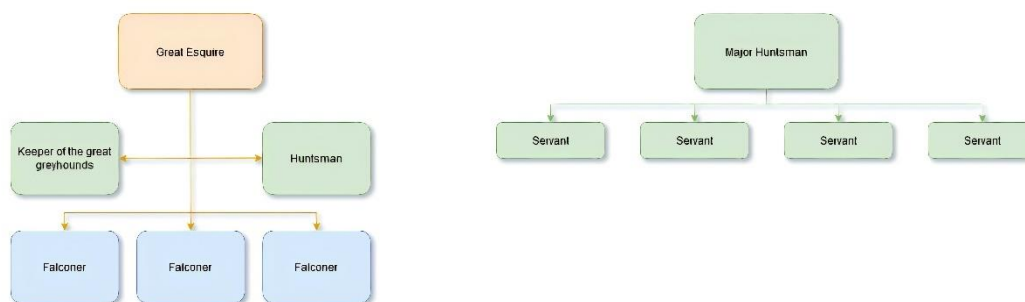 Great Esquire
Major Huntsman
Keeper of the great
greyhounds
Huntsman
Servant
Servant
Servant
Servant
Falconer
Falconer
Falconer